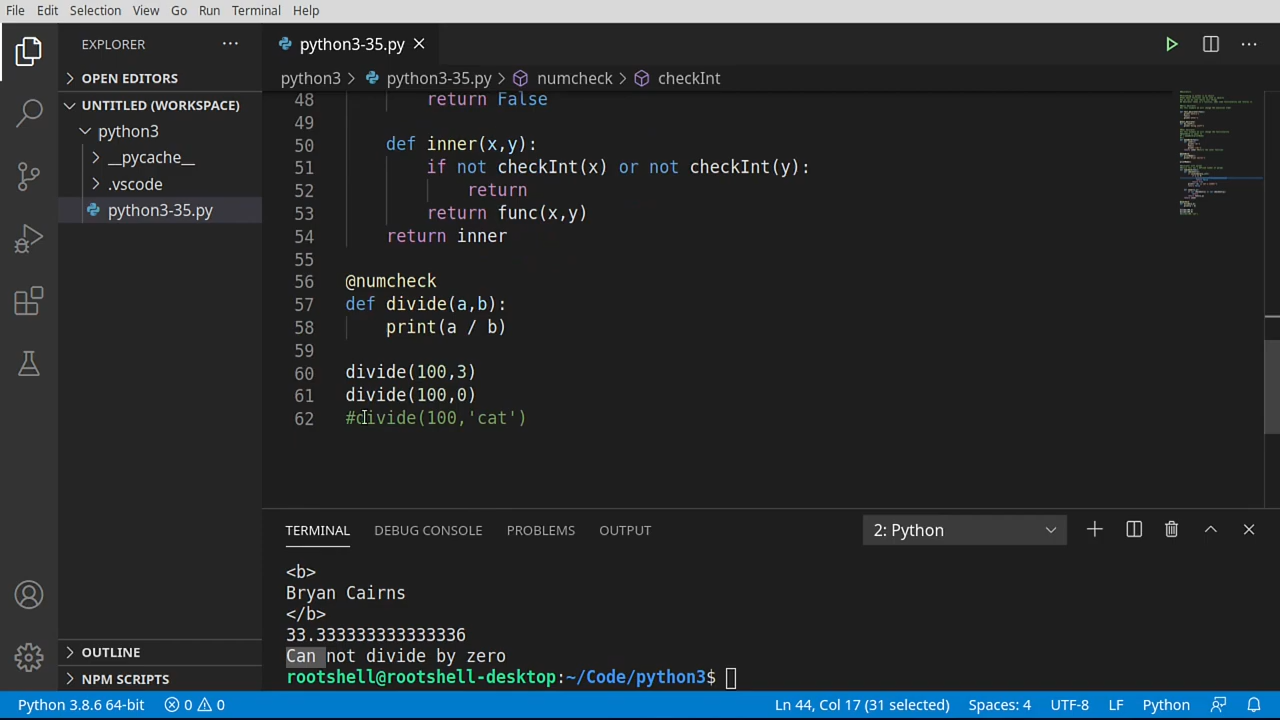 File Edit Selection View Go Run Terminal Help
EXPLORER
python3-35.py
OPEN EDITORS
python3 > python3-35.py > numcheck > checkInt
UNTITLED (WORKSPACE)
python3
__pycache__
.vscode
python3-35.py
48 return False
49
50 def inner(x,y):
51 if not checkInt(x) or not checkInt(y):
52 return
53 return func(x,y)
54 return inner
55
56 @numcheck
57 def divide(a,b):
58 print(a / b)
59
60 divide(100,3)
61 divide(100,0)
62 #divide(100,'cat')
TERMINAL DEBUG CONSOLE PROBLEMS OUTPUT 2: Python
<b>
Bryan Cairns
</b>
33.333333333333336
Can not divide by zero
rootshell@rootshell-desktop:~/Code/python3$
OUTLINE
NPM SCRIPTS
Python 3.8.6 64-bit 0 0 Ln 44, Col 17 (31 selected) Spaces: 4 UTF-8 LF Python